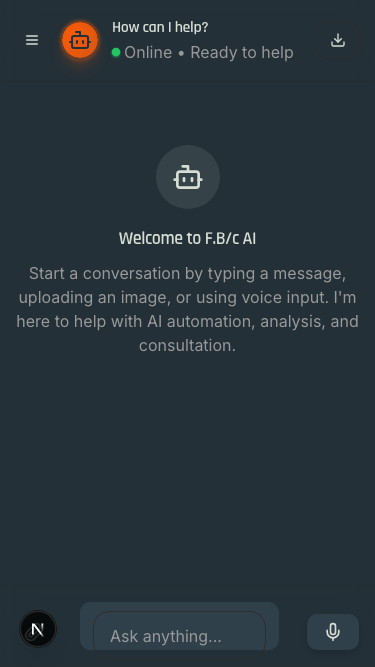 How can I help?
Online • Ready to help
Welcome to F.B/c AI
Start a conversation by typing a message,
uploading an image, or using voice input. I'm
here to help with AI automation, analysis, and
consultation.
N
Ask anything...